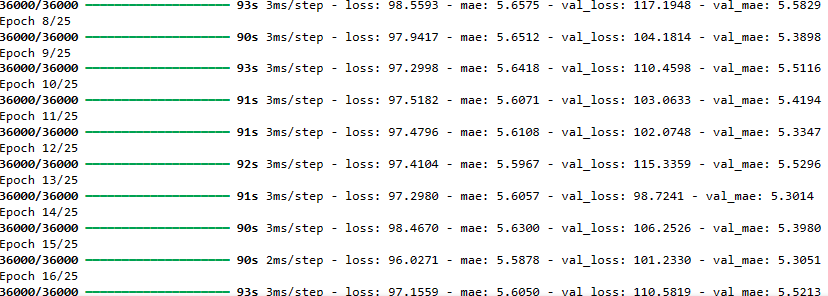 36000/36000 ━━━━━━━━━━━━━━━━━━━━ 93s 3ms/step - loss: 98.5593 - mae: 5.6575 - val_loss: 117.1948 - val_mae: 5.5829
Epoch 8/25
36000/36000 ━━━━━━━━━━━━━━━━━━━━ 90s 3ms/step - loss: 97.9417 - mae: 5.6512 - val_loss: 104.1814 - val_mae: 5.3898
Epoch 9/25
36000/36000 ━━━━━━━━━━━━━━━━━━━━ 93s 3ms/step - loss: 97.2998 - mae: 5.6418 - val_loss: 110.4598 - val_mae: 5.5116
Epoch 10/25
36000/36000 ━━━━━━━━━━━━━━━━━━━━ 91s 3ms/step - loss: 97.5182 - mae: 5.6071 - val_loss: 103.0633 - val_mae: 5.4194
Epoch 11/25
36000/36000 ━━━━━━━━━━━━━━━━━━━━ 91s 3ms/step - loss: 97.4796 - mae: 5.6108 - val_loss: 102.0748 - val_mae: 5.3347
Epoch 12/25
36000/36000 ━━━━━━━━━━━━━━━━━━━━ 92s 3ms/step - loss: 97.4104 - mae: 5.5967 - val_loss: 115.3359 - val_mae: 5.5296
Epoch 13/25
36000/36000 ━━━━━━━━━━━━━━━━━━━━ 91s 3ms/step - loss: 97.2980 - mae: 5.6057 - val_loss: 98.7241 - val_mae: 5.3014
Epoch 14/25
36000/36000 ━━━━━━━━━━━━━━━━━━━━ 90s 3ms/step - loss: 98.4670 - mae: 5.6300 - val_loss: 106.2526 - val_mae: 5.3980
Epoch 15/25
36000/36000 ━━━━━━━━━━━━━━━━━━━━ 90s 2ms/step - loss: 96.0271 - mae: 5.5878 - val_loss: 101.2330 - val_mae: 5.3051
Epoch 16/25
36000/36000 ━━━━━━━━━━━━━━━━━━━━ 93s 3ms/step - loss: 97.1559 - mae: 5.6050 - val_loss: 110.5819 - val_mae: 5.5213